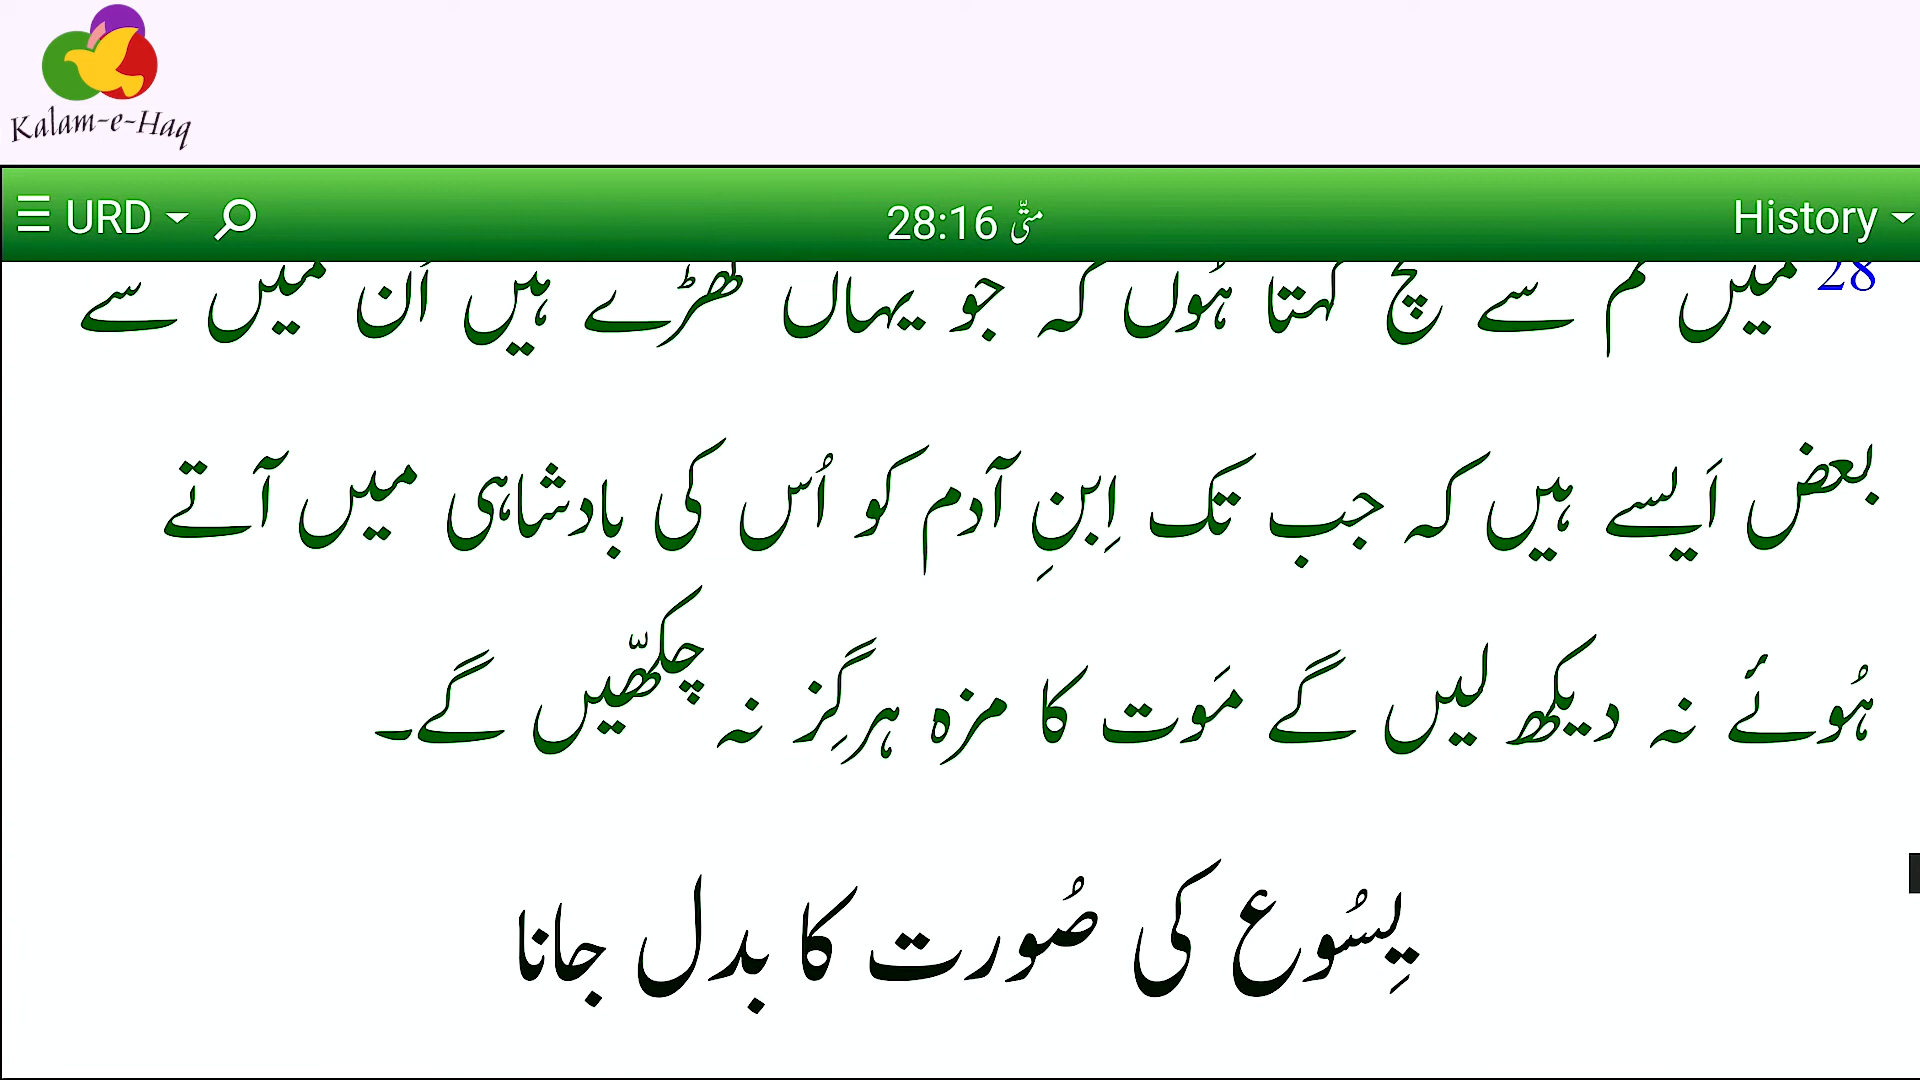 Kalam-e-Haq
URD
متّی 28:16
History
28 میں تم سے سچ کہتا ہُوں کہ جو یہاں کھڑے ہیں اُن میں سے
بعض اَیسے ہیں کہ جب تک اِبنِ آدم کو اُس کی بادشاہی میں آتے
ہُوئے نہ دیکھ لیں گے مَوت کا مزہ ہرگِز نہ چکھّیں گے۔
یِسُوع کی صُورت کا بدل جانا